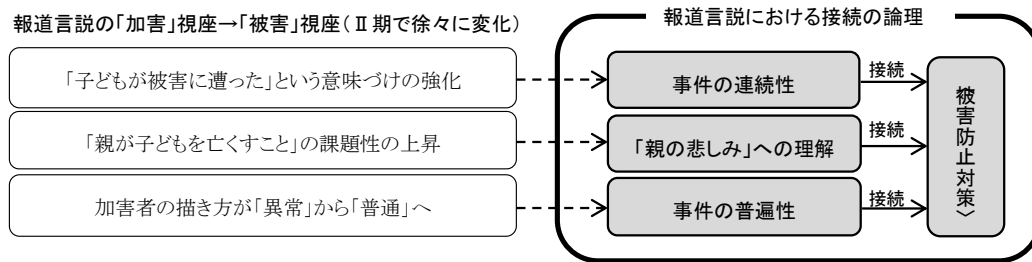 報道言説の「加害」視座→「被害」視座(Ⅱ期で徐々に変化)
報道言説における接続の論理
「子どもが被害に遭った」という意味づけの強化
事件の連続性
接続
「親が子どもを亡くすこと」の課題性の上昇
「親の悲しみ」への理解
接続
加害者の描き方が「異常」から「普通」へ
事件の普遍性
接続
〈被害防止対策〉